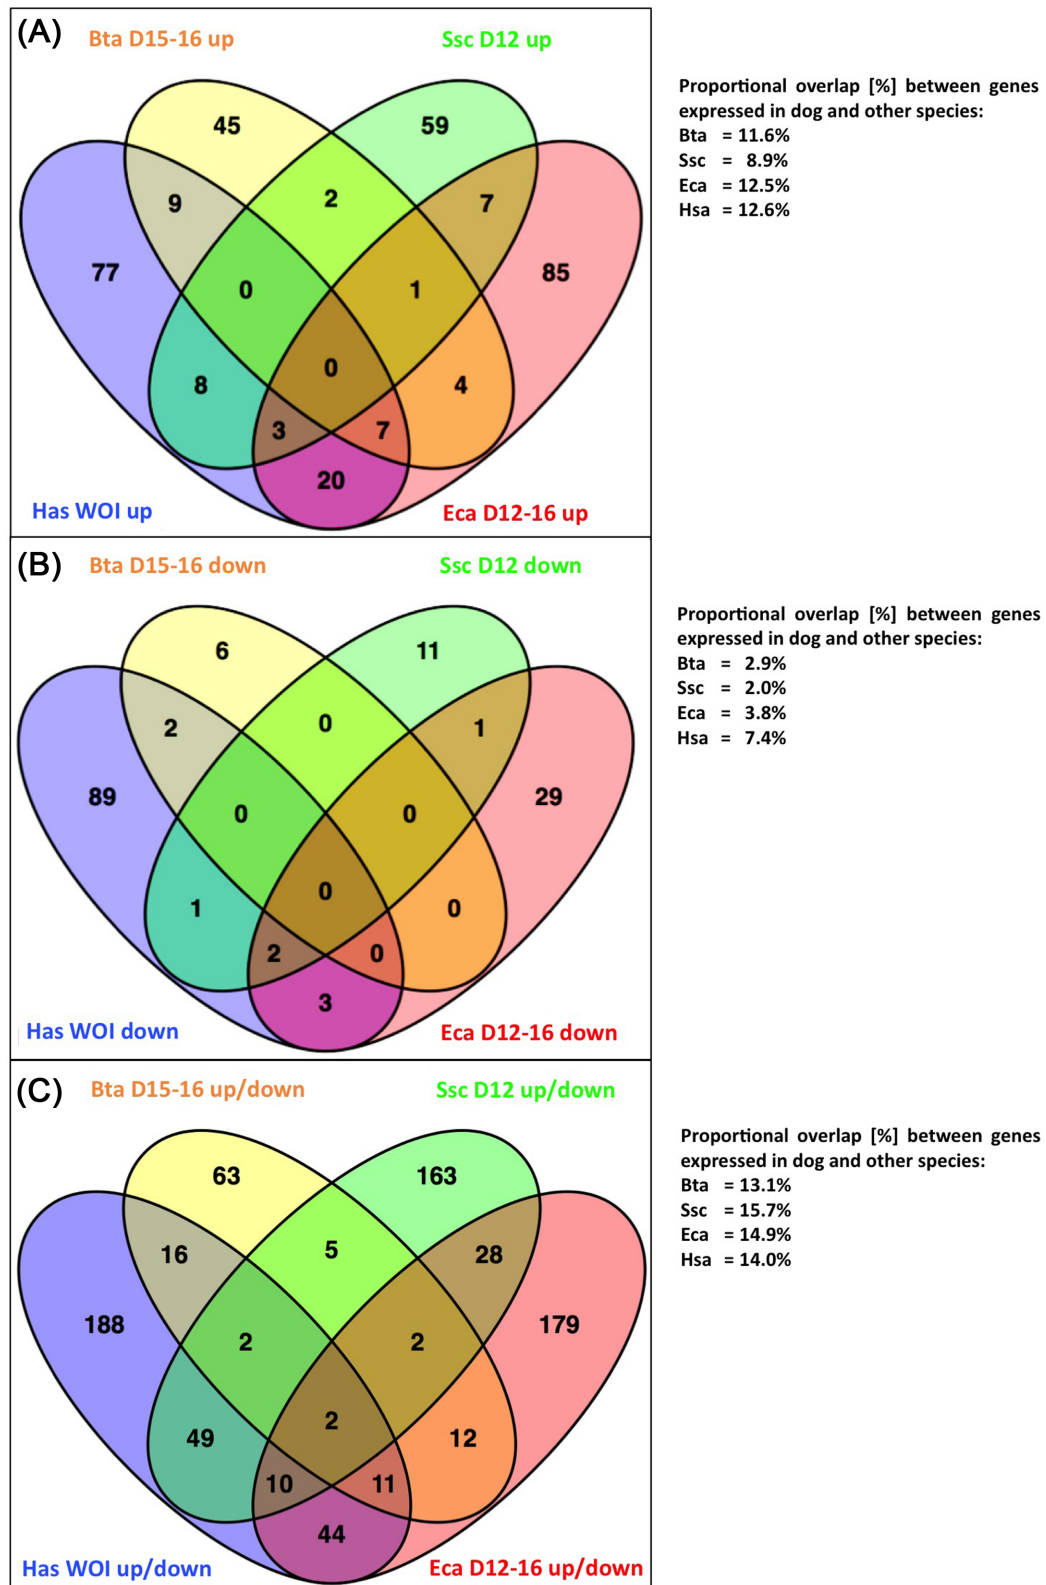 (A)
Bta D15-16 up
Ssc D12 up
45
59
9
2
7
77
0
1
85
8
0
4
3
7
20
Has WOI up
Eca D12-16 up
Proportional overlap [%] between genes
expressed in dog and other species:
Bta = 11.6%
Ssc = 8.9%
Eca = 12.5%
Hsa = 12.6%
(B)
Bta D15-16 down
Ssc D12 down
6
11
2
0
1
89
0
0
29
1
0
0
2
0
3
Has WOI down
Eca D12-16 down
Proportional overlap [%] between genes
expressed in dog and other species:
Bta = 2.9%
Ssc = 2.0%
Eca = 3.8%
Hsa = 7.4%
(C)
Bta D15-16 up/down
Ssc D12 up/down
63
163
16
5
28
188
2
2
179
49
2
12
10
11
44
Has WOI up/down
Eca D12-16 up/down
Proportional overlap [%] between genes
expressed in dog and other species:
Bta = 13.1%
Ssc = 15.7%
Eca = 14.9%
Hsa = 14.0%